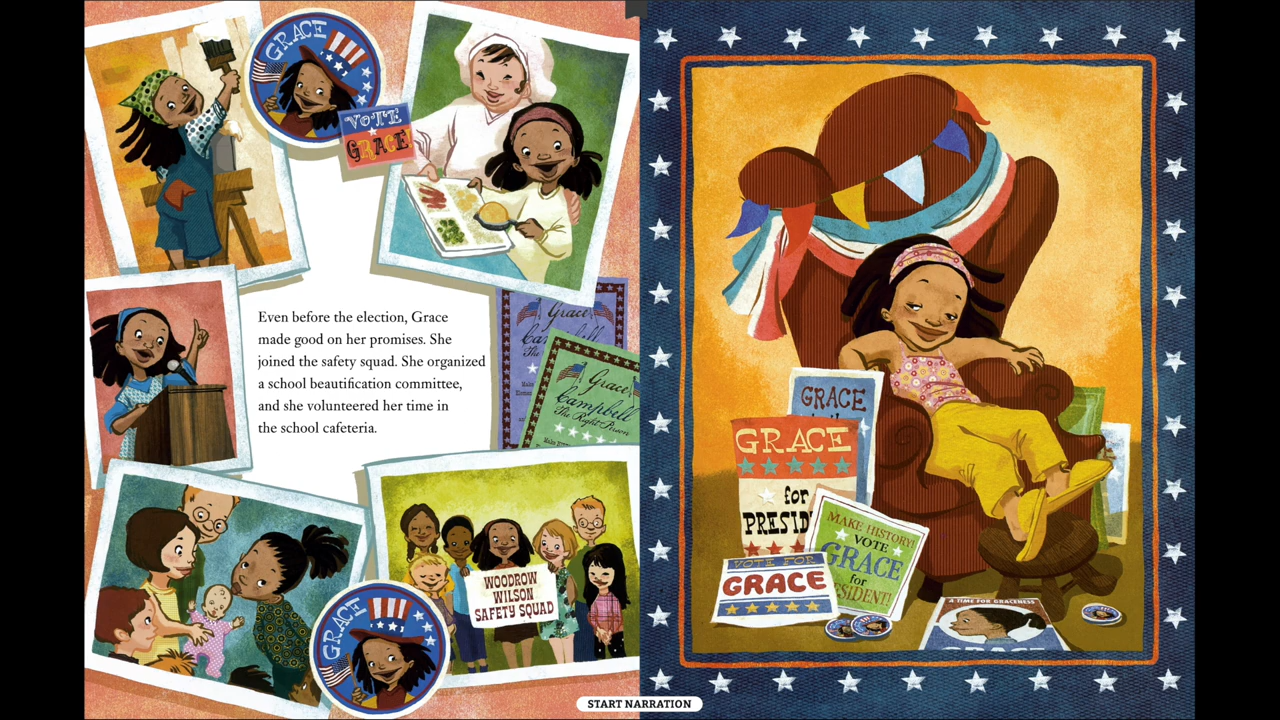 GRACE
VOTE
GRACE!
Even before the election, Grace
made good on her promises. She
joined the safety squad. She organized
a school beautification committee,
and she volunteered her time in
the school cafeteria.
Grace
Grace
Campbell
The Right Person
WOODROW
WILSON
SAFETY SQUAD
GRACE
GRACE
GRACE
for
MAKE HISTORY!
VOTE
GRACE
for
VOTE FOR
GRACE
A TIME FOR GRACENESS
GRACE
START NARRATION